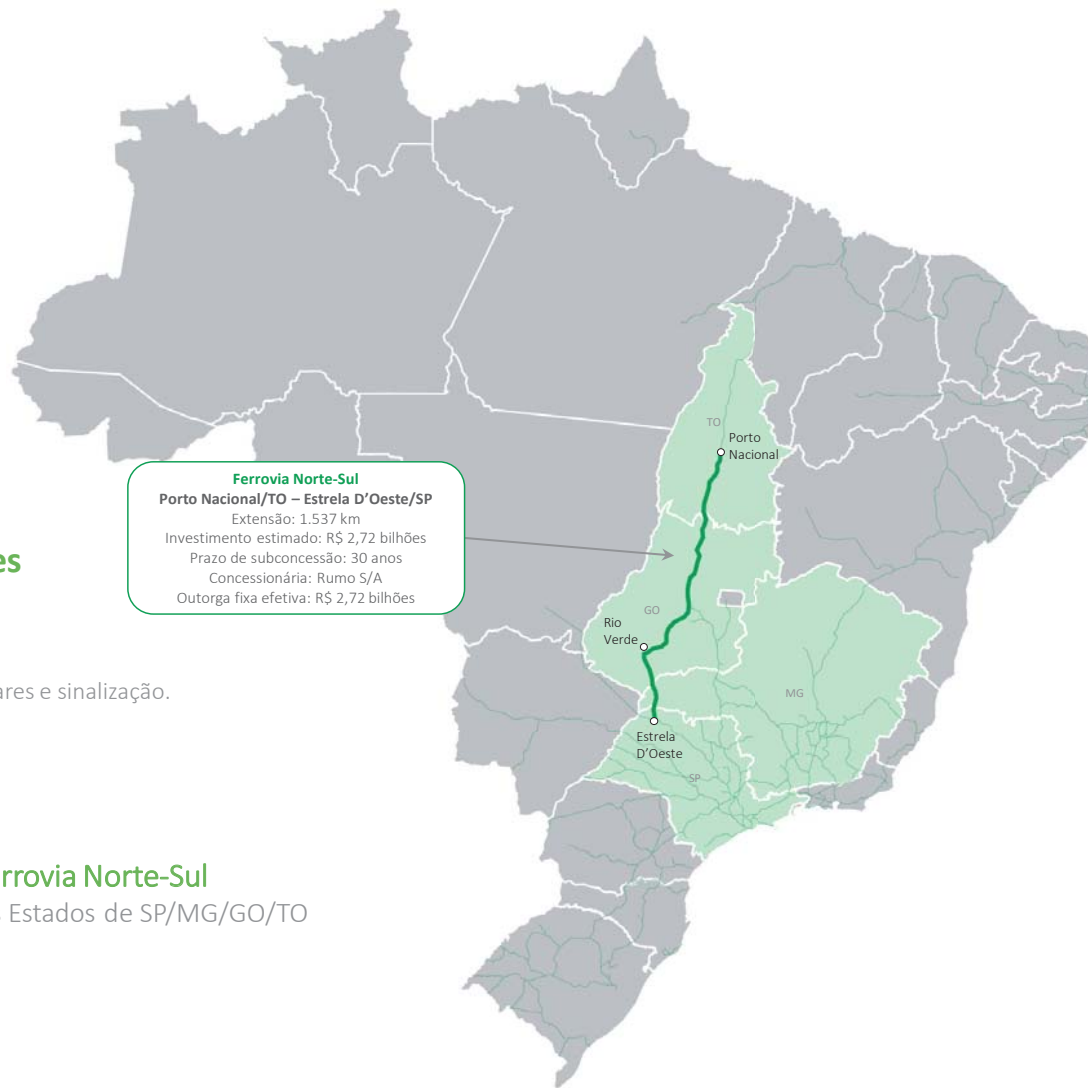 Ferrovia Norte-Sul
Porto Nacional/TO – Estrela D’Oeste/SP
Extensão: 1.537 km
Investimento estimado: R$ 2,72 bilhões
Prazo de subconcessão: 30 anos
Concessionária: Rumo S/A
Outorga fixa efetiva: R$ 2,72 bilhões
TO
Porto
Nacional
GO
Rio
Verde
MG
Estrela
D’Oeste
SP
es
ares e sinalização.
rrovia Norte-Sul
s Estados de SP/MG/GO/TO